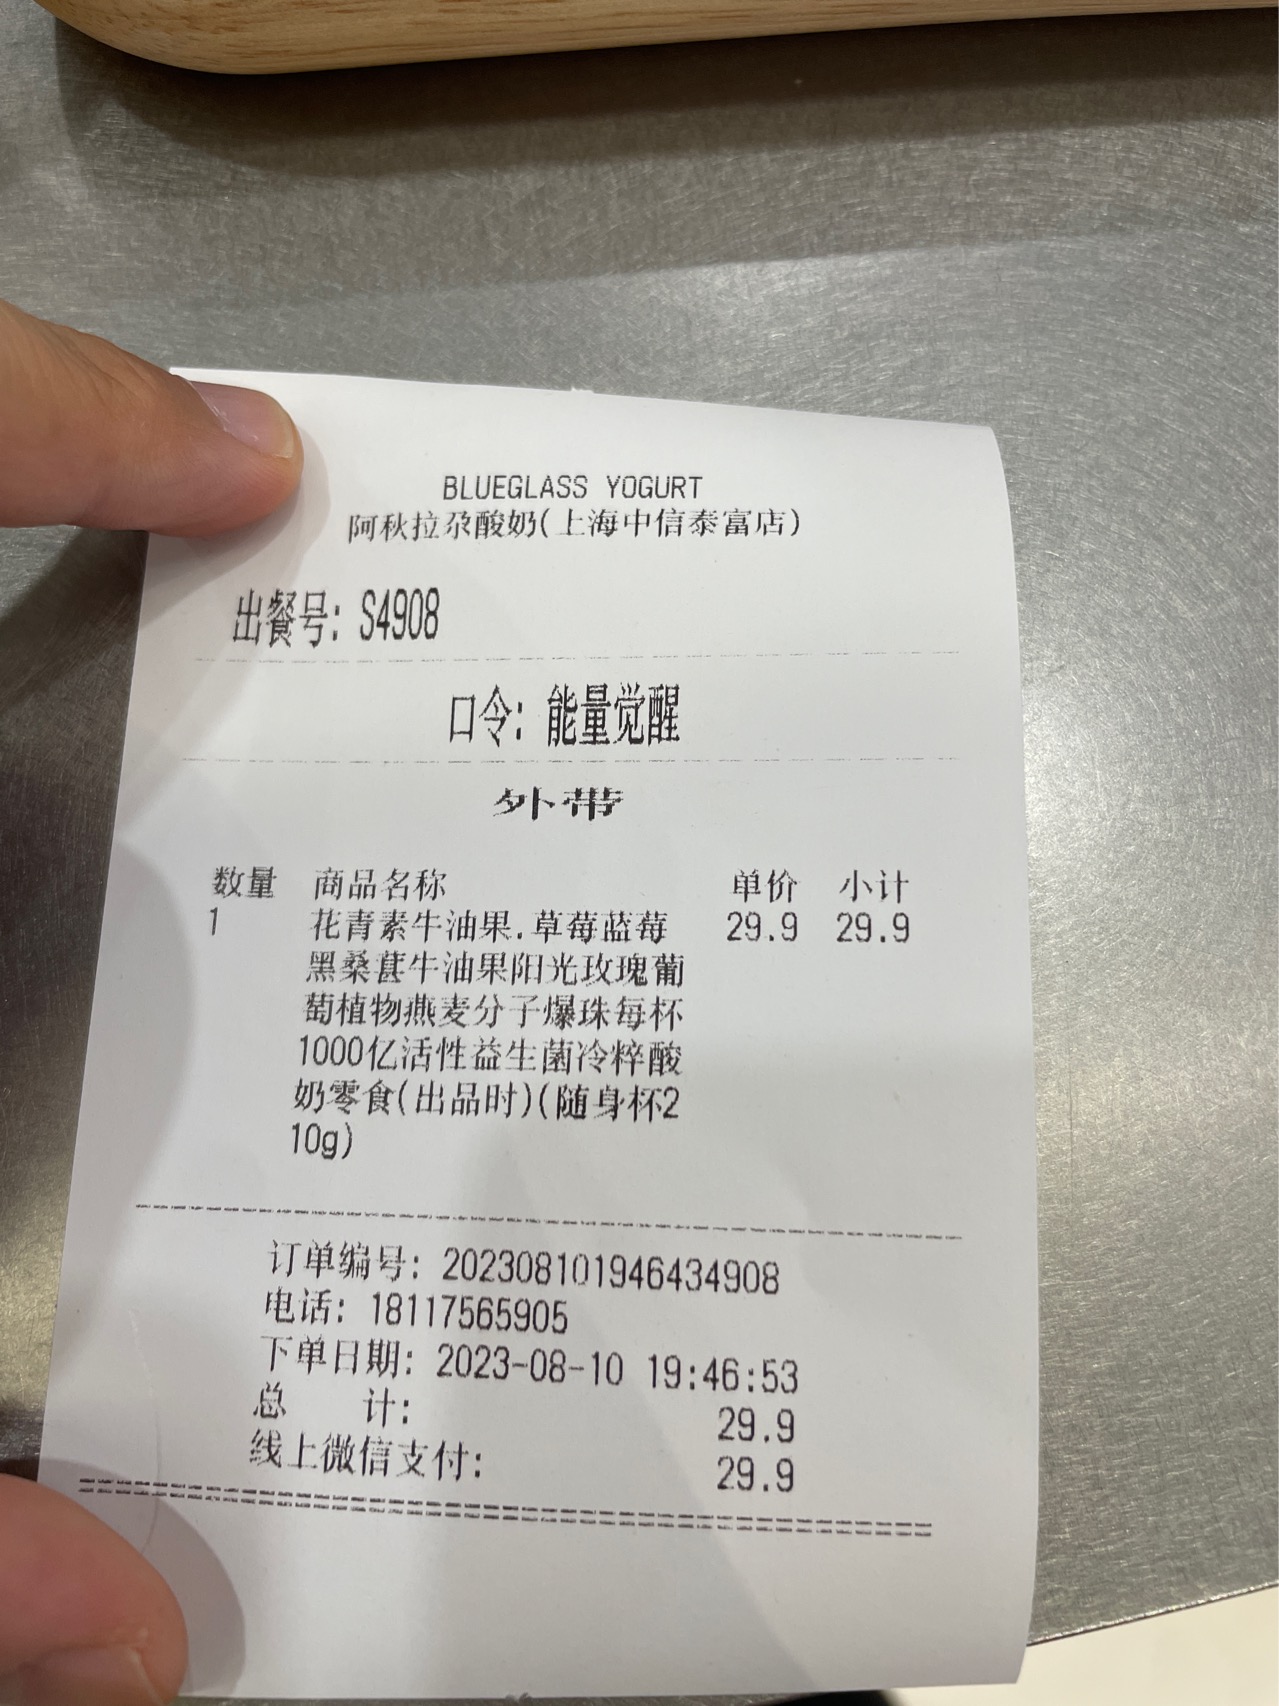 BLUEGLASS YOGURT
阿秋拉尕酸奶(上海中信泰富店)
出餐号: S4908
口令: 能量觉醒
外带
数量 商品名称 单价 小计
1 花青素牛油果.草莓蓝莓 29.9 29.9
黑桑葚牛油果阳光玫瑰葡
萄植物燕麦分子爆珠每杯
1000亿活性益生菌冷粹酸
奶零食(出品时)(随身杯2
10g)
订单编号: 202308101946434908
电话: 18117565905
下单日期: 2023-08-10 19:46:53
总 计: 29.9
线上微信支付: 29.9